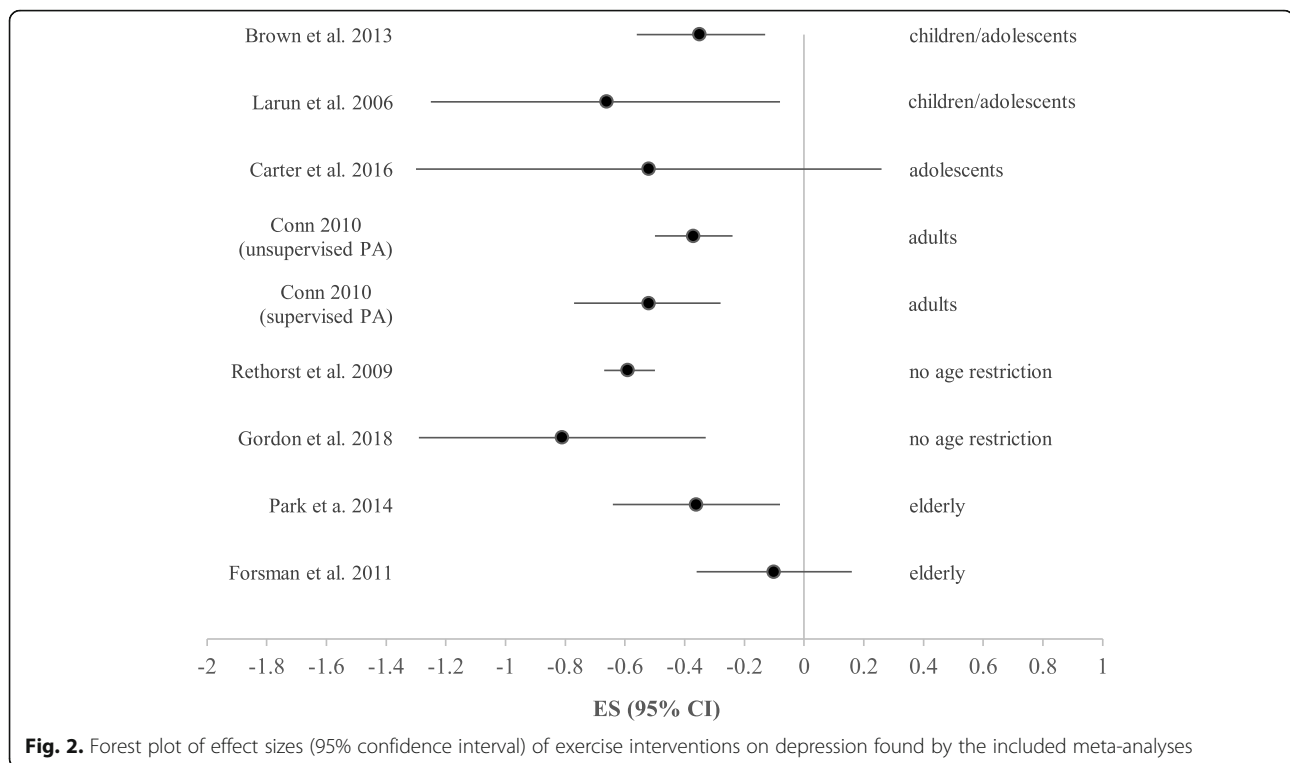 Brown et al. 2013 children/adolescents
Larun et al. 2006 children/adolescents
Carter et al. 2016 adolescents
Conn 2010
(unsupervised PA) adults
Conn 2010
(supervised PA) adults
Rethorst et al. 2009 no age restriction
Gordon et al. 2018 no age restriction
Park et a. 2014 elderly
Forsman et al. 2011 elderly
-2 -1.8 -1.6 -1.4 -1.2 -1 -0.8 -0.6 -0.4 -0.2 0 0.2 0.4 0.6 0.8 1
ES (95% CI)
Fig. 2. Forest plot of effect sizes (95% confidence interval) of exercise interventions on depression found by the included meta-analyses